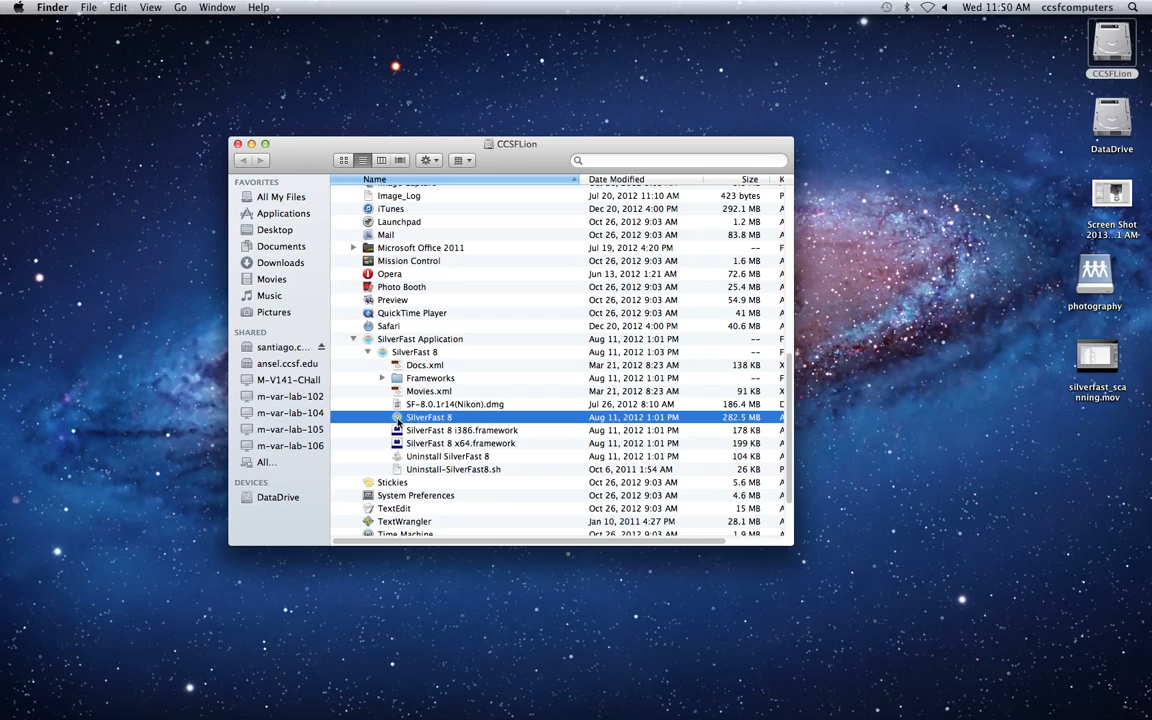 Finder File Edit View Go Window Help Wed 11:50 AM ccsfcomputers
CCSFLion
CCSFLion
DataDrive
Screen Shot
2013...1 AM
photography
silverfast_sca
nning.mov
FAVORITES
All My Files
Applications
Desktop
Documents
Downloads
Movies
Music
Pictures
SHARED
santiago.c...
ansel.ccsf.edu
M-V141-CHall
m-var-lab-102
m-var-lab-104
m-var-lab-105
m-var-lab-106
All...
DEVICES
DataDrive
Name Date Modified Size K
Image_Log Jul 20, 2012 11:10 AM 423 bytes P
iTunes Dec 20, 2012 4:00 PM 292.1 MB A
Launchpad Oct 26, 2012 9:03 AM 1.2 MB A
Mail Oct 26, 2012 9:03 AM 83.8 MB A
Microsoft Office 2011 Jul 19, 2012 4:20 PM -- F
Mission Control Oct 26, 2012 9:03 AM 1.6 MB A
Opera Jun 13, 2012 1:21 AM 72.6 MB A
Photo Booth Oct 26, 2012 9:03 AM 25.4 MB A
Preview Oct 26, 2012 9:03 AM 54.9 MB A
QuickTime Player Oct 26, 2012 9:03 AM 41 MB A
Safari Dec 20, 2012 4:00 PM 40.6 MB A
SilverFast Application Aug 11, 2012 1:01 PM -- F
SilverFast 8 Aug 11, 2012 1:03 PM -- F
Docs.xml Mar 21, 2012 8:23 AM 138 KB X
Frameworks Aug 11, 2012 1:01 PM -- F
Movies.xml Mar 21, 2012 8:23 AM 91 KB X
SF-8.0.1r14(Nikon).dmg Jul 26, 2012 8:10 AM 186.4 MB D
SilverFast 8 Aug 11, 2012 1:01 PM 282.5 MB A
SilverFast 8 i386.framework Aug 11, 2012 1:01 PM 178 KB A
SilverFast 8 x64.framework Aug 11, 2012 1:01 PM 199 KB A
Uninstall SilverFast 8 Aug 11, 2012 1:01 PM 104 KB A
Uninstall-SilverFast8.sh Oct 6, 2011 1:54 AM 26 KB P
Stickies Oct 26, 2012 9:03 AM 5.6 MB A
System Preferences Oct 26, 2012 9:03 AM 4.6 MB A
TextEdit Oct 26, 2012 9:03 AM 15 MB A
TextWrangler Jan 10, 2011 4:27 PM 28.1 MB A
Time Machine Oct 26, 2012 9:03 AM 1.9 MB A